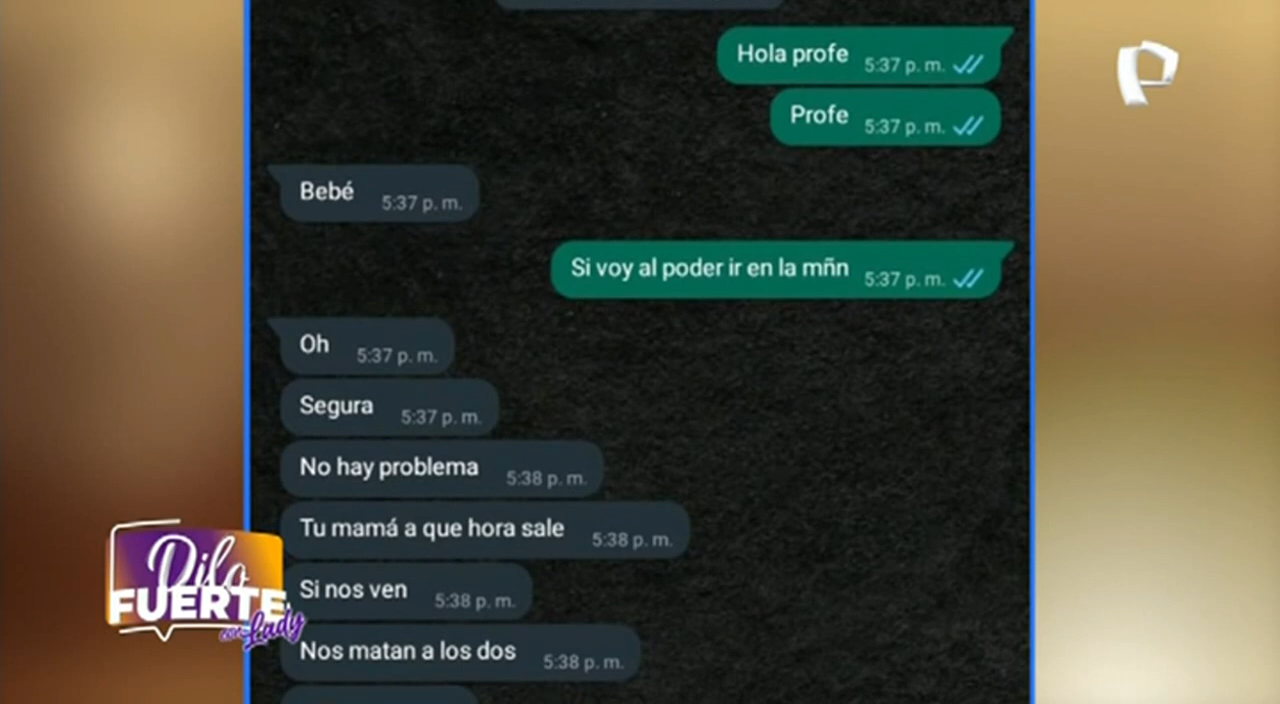 Hola profe 5:37 p. m.
Profe 5:37 p. m.
Bebé 5:37 p. m.
Si voy al poder ir en la mñn 5:37 p. m.
Oh 5:37 p. m.
Segura 5:37 p. m.
No hay problema 5:38 p. m.
Tu mamá a que hora sale 5:38 p. m.
Si nos ven 5:38 p. m.
Nos matan a los dos 5:38 p. m.
Dilo
FUERTE
con Lady